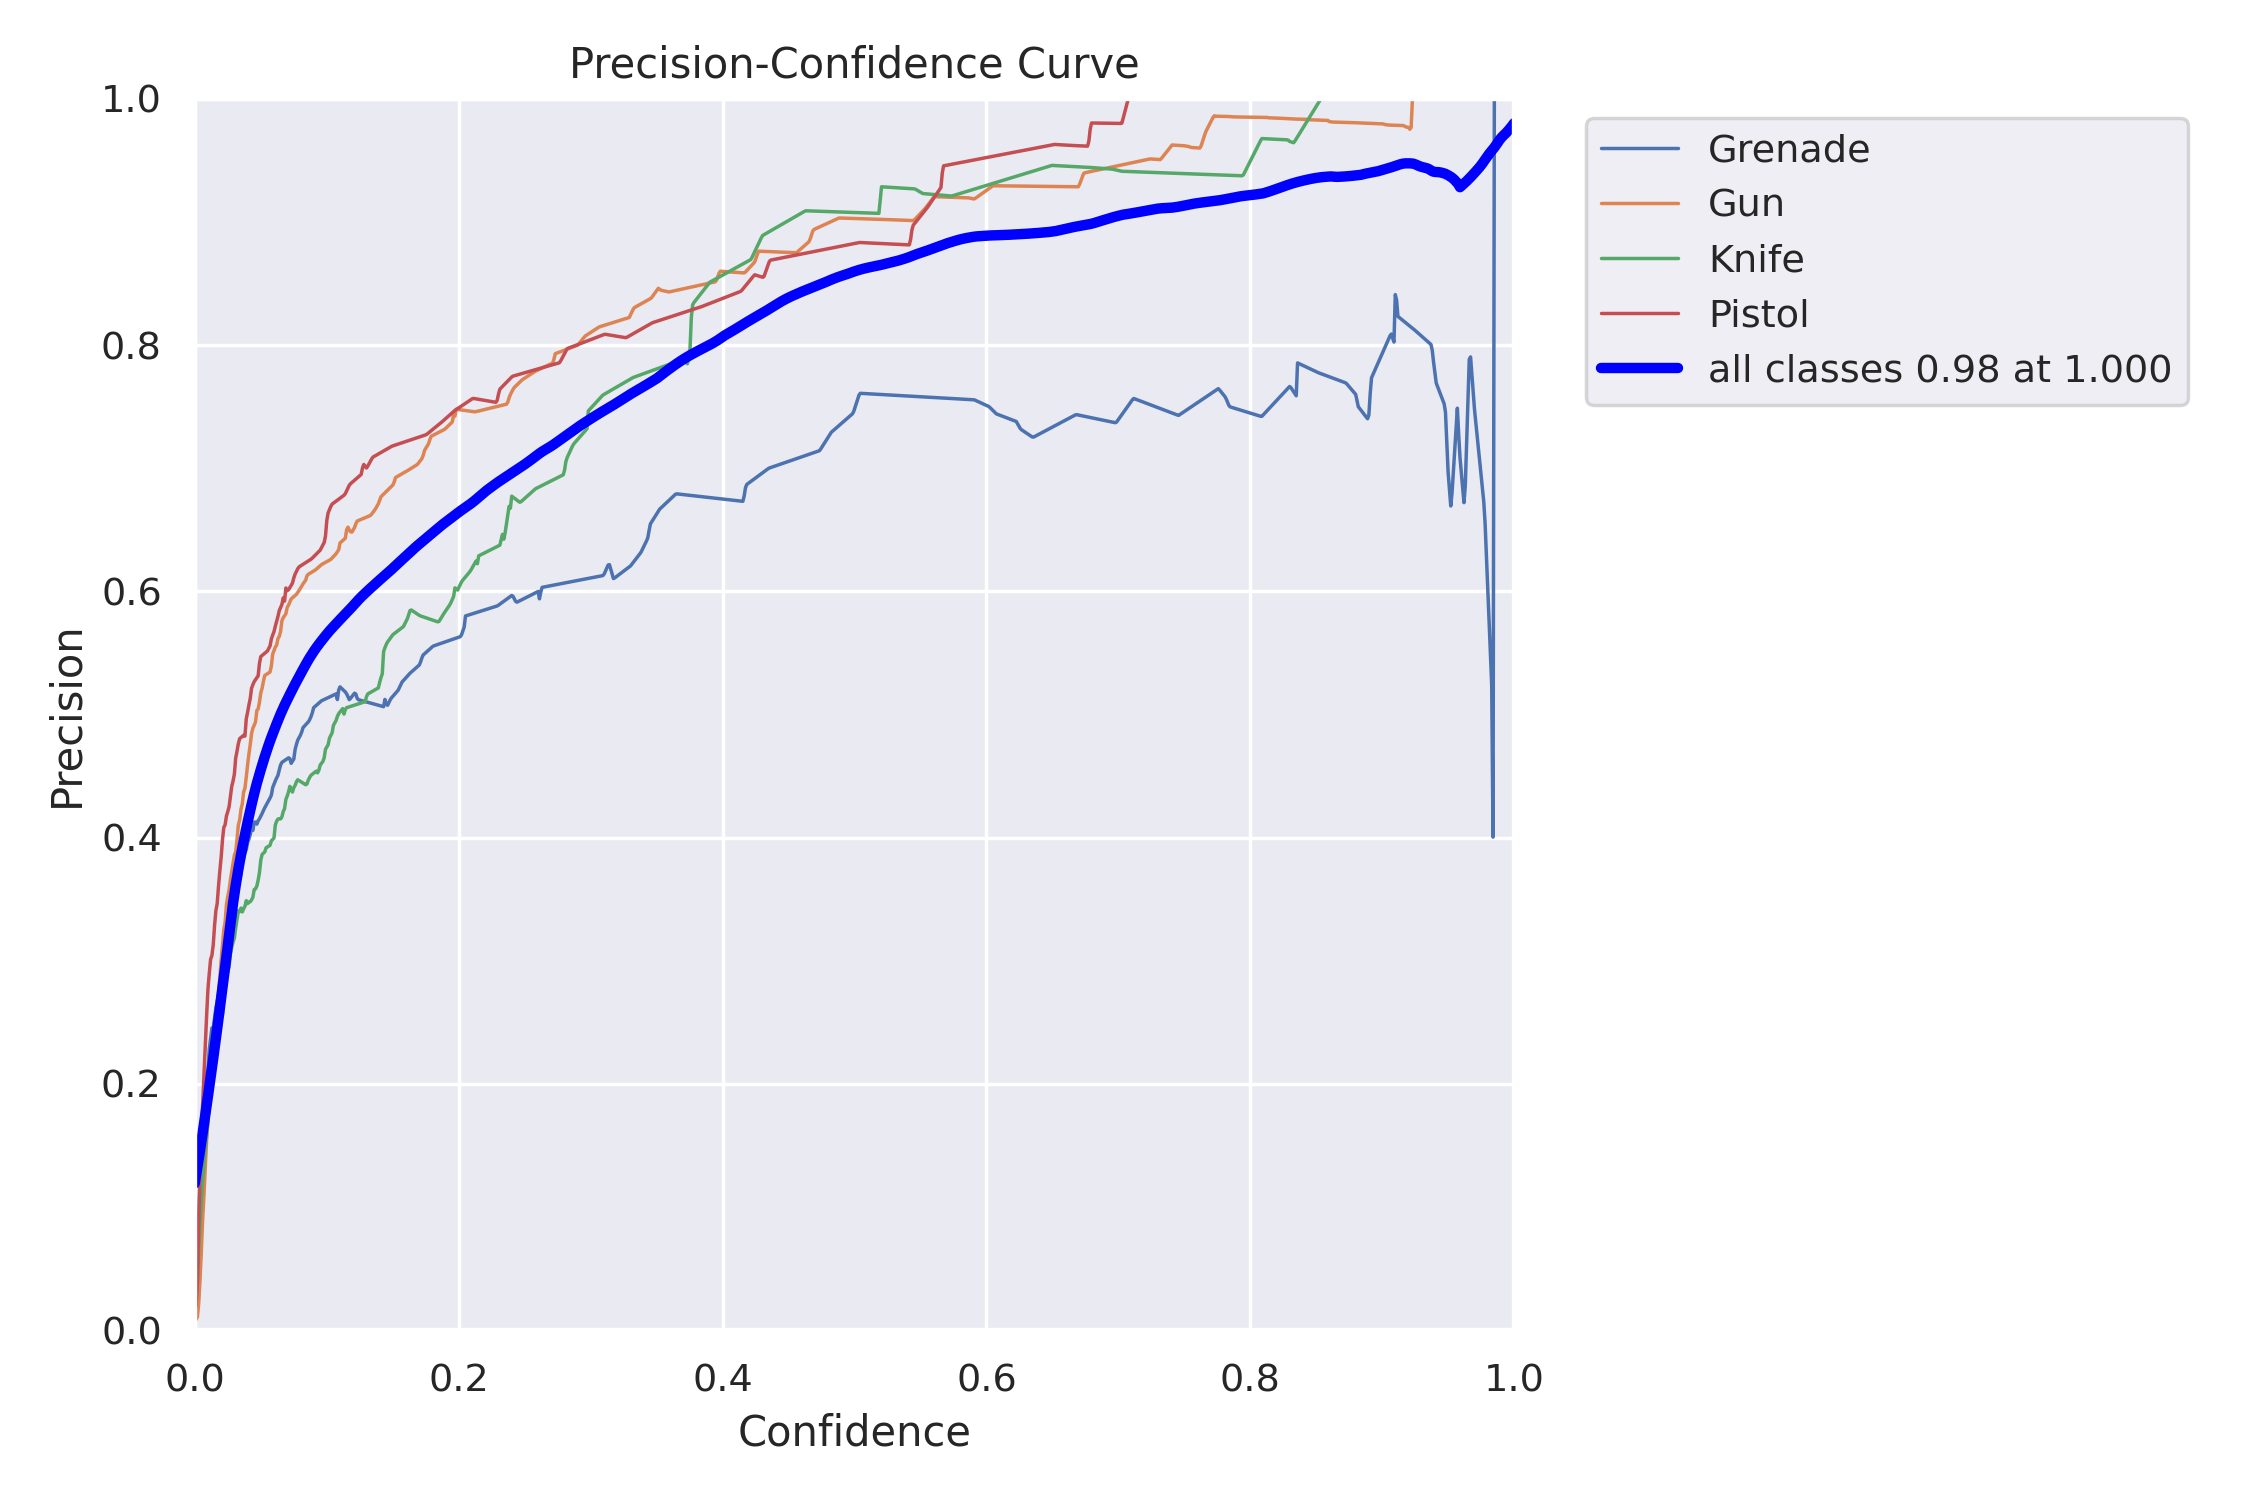 Precision-Confidence Curve
1.0
0.8
0.6
0.4
0.2
0.0
Precision
0.0 0.2 0.4 0.6 0.8 1.0
Confidence
Grenade
Gun
Knife
Pistol
all classes 0.98 at 1.000